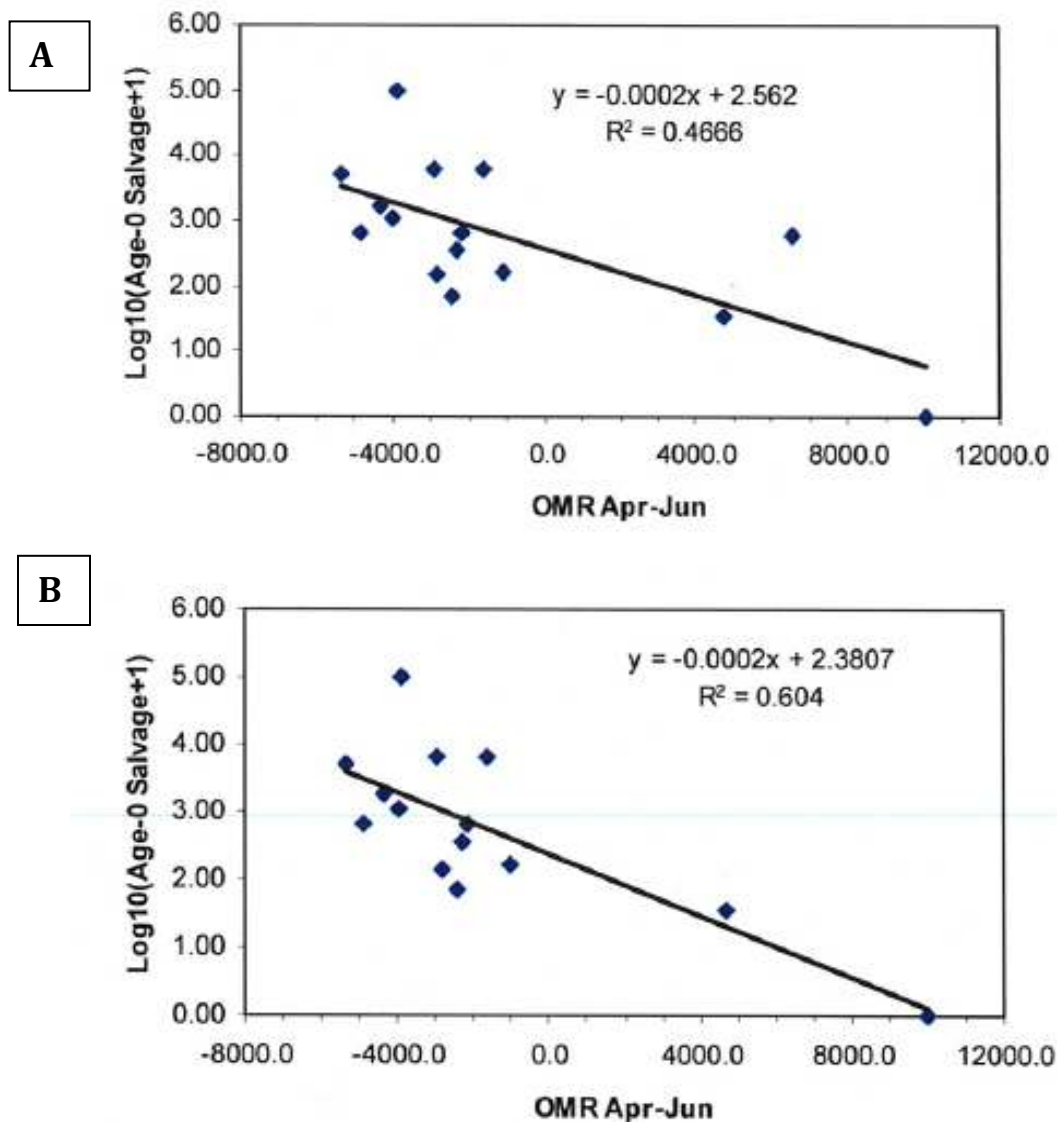 A
6.00
5.00
4.00
3.00
2.00
1.00
0.00
Log10(Age-0 Salvage+1)
y = -0.0002x + 2.562
R² = 0.4666
-8000.0 -4000.0 0.0 4000.0 8000.0 12000.0
OMR Apr-Jun
B
6.00
5.00
4.00
3.00
2.00
1.00
0.00
Log10(Age-0 Salvage+1)
y = -0.0002x + 2.3807
R² = 0.604
-8000.0 -4000.0 0.0 4000.0 8000.0 12000.0
OMR Apr-Jun